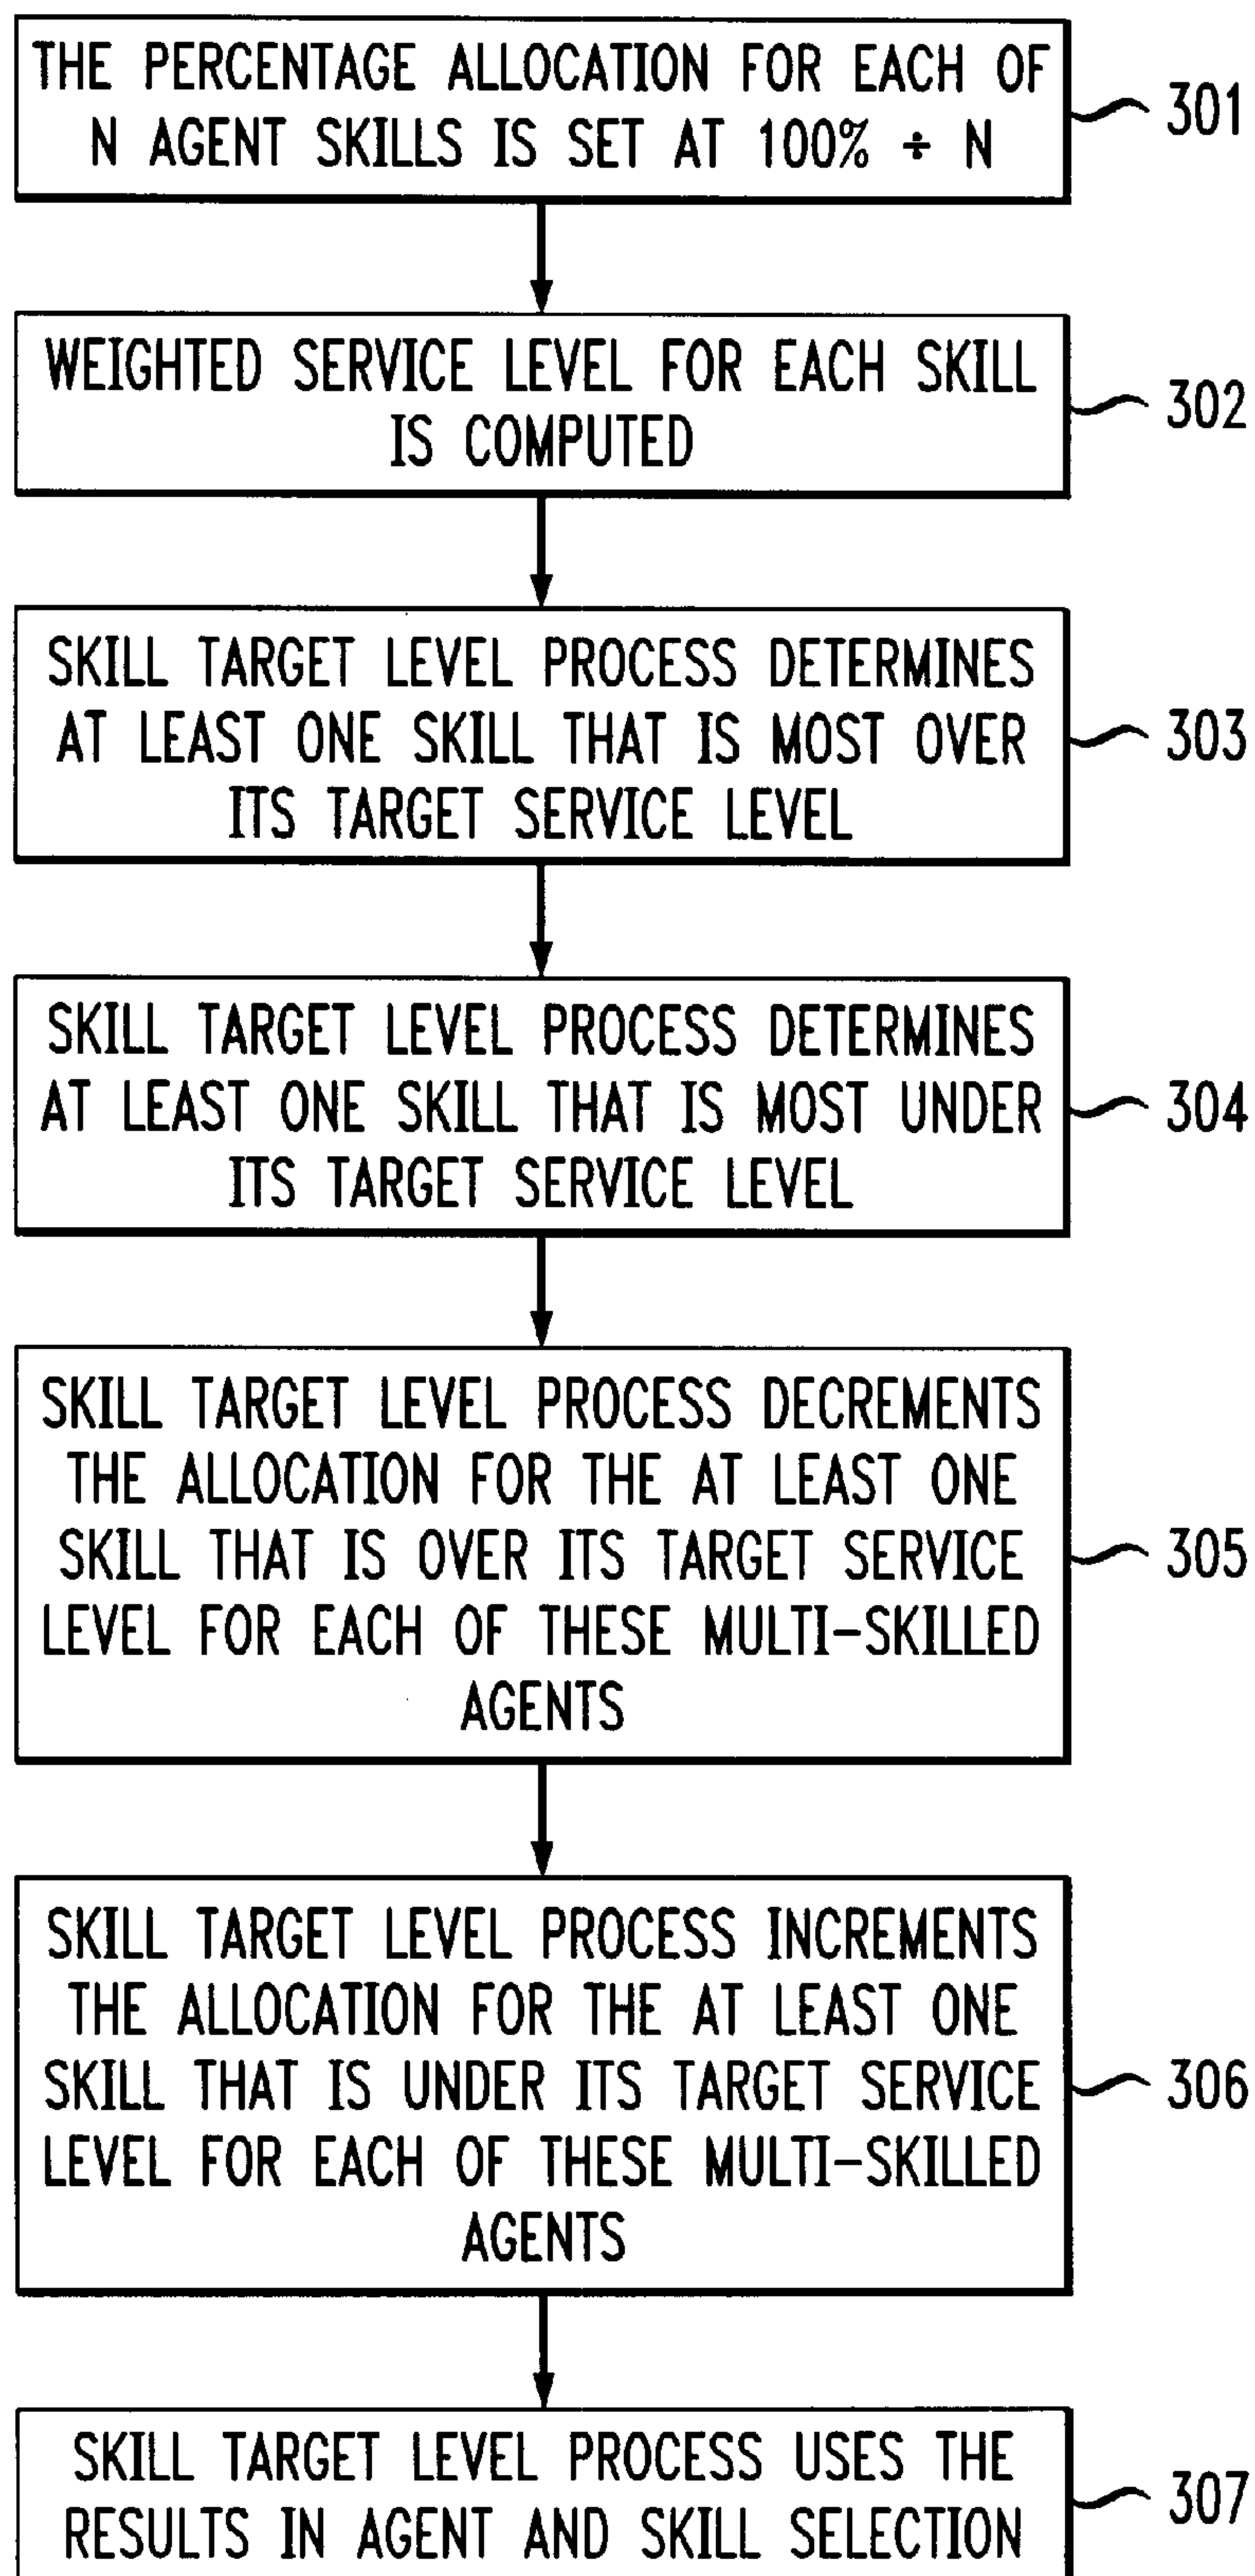 THE PERCENTAGE ALLOCATION FOR EACH OF
N AGENT SKILLS IS SET AT 100% ÷ N
301
WEIGHTED SERVICE LEVEL FOR EACH SKILL
IS COMPUTED
302
SKILL TARGET LEVEL PROCESS DETERMINES
AT LEAST ONE SKILL THAT IS MOST OVER
ITS TARGET SERVICE LEVEL
303
SKILL TARGET LEVEL PROCESS DETERMINES
AT LEAST ONE SKILL THAT IS MOST UNDER
ITS TARGET SERVICE LEVEL
304
SKILL TARGET LEVEL PROCESS DECREMENTS
THE ALLOCATION FOR THE AT LEAST ONE
SKILL THAT IS OVER ITS TARGET SERVICE
LEVEL FOR EACH OF THESE MULTI-SKILLED
AGENTS
305
SKILL TARGET LEVEL PROCESS INCREMENTS
THE ALLOCATION FOR THE AT LEAST ONE
SKILL THAT IS UNDER ITS TARGET SERVICE
LEVEL FOR EACH OF THESE MULTI-SKILLED
AGENTS
306
SKILL TARGET LEVEL PROCESS USES THE
RESULTS IN AGENT AND SKILL SELECTION
307